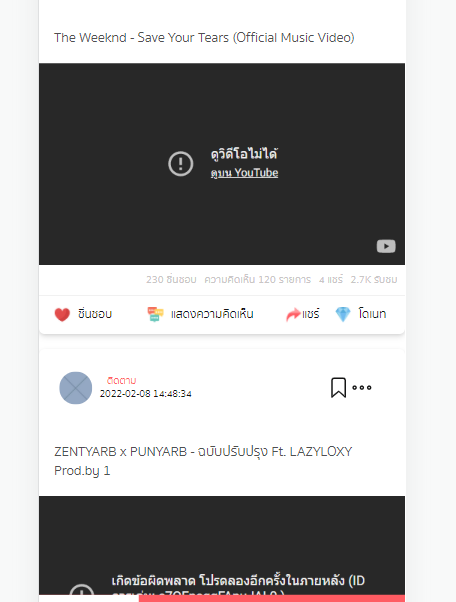 The Weeknd - Save Your Tears (Official Music Video)
ดูวิดีโอไม่ได้
ดูบน YouTube
230 ชื่นชอบ ความคิดเห็น 120 รายการ 4 แชร์ 2.7K รับชม
ชื่นชอบ แสดงความคิดเห็น แชร์ โดเนท
ติดตาม
2022-02-08 14:48:34
ZENTYARB x PUNYARB - ฉบับปรับปรุง Ft. LAZYLOXY
Prod.by 1
เกิดข้อผิดพลาด โปรดลองอีกครั้งในภายหลัง (ID